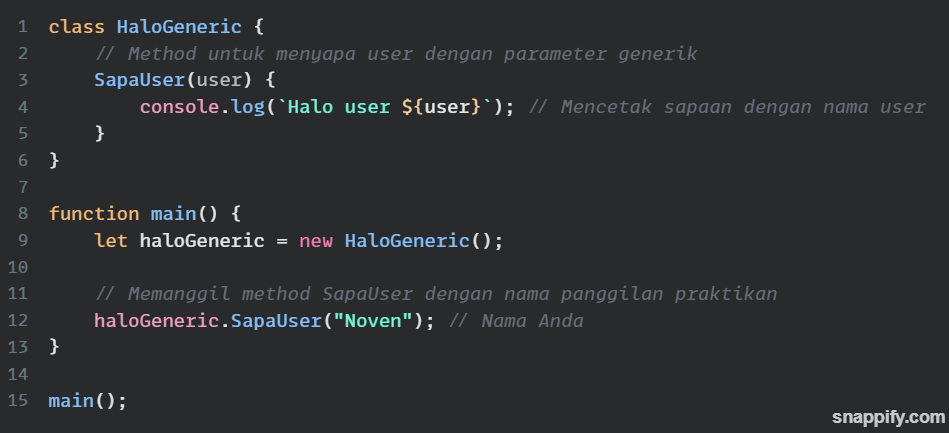 1 class HaloGeneric {
2     // Method untuk menyapa user dengan parameter generik
3     SapaUser(user) {
4         console.log(`Halo user ${user}`); // Mencetak sapaan dengan nama user
5     }
6 }
7
8 function main() {
9     let haloGeneric = new HaloGeneric();
10
11     // Memanggil method SapaUser dengan nama panggilan praktikan
12     haloGeneric.SapaUser("Noven"); // Nama Anda
13 }
14
15 main();
snappify.com